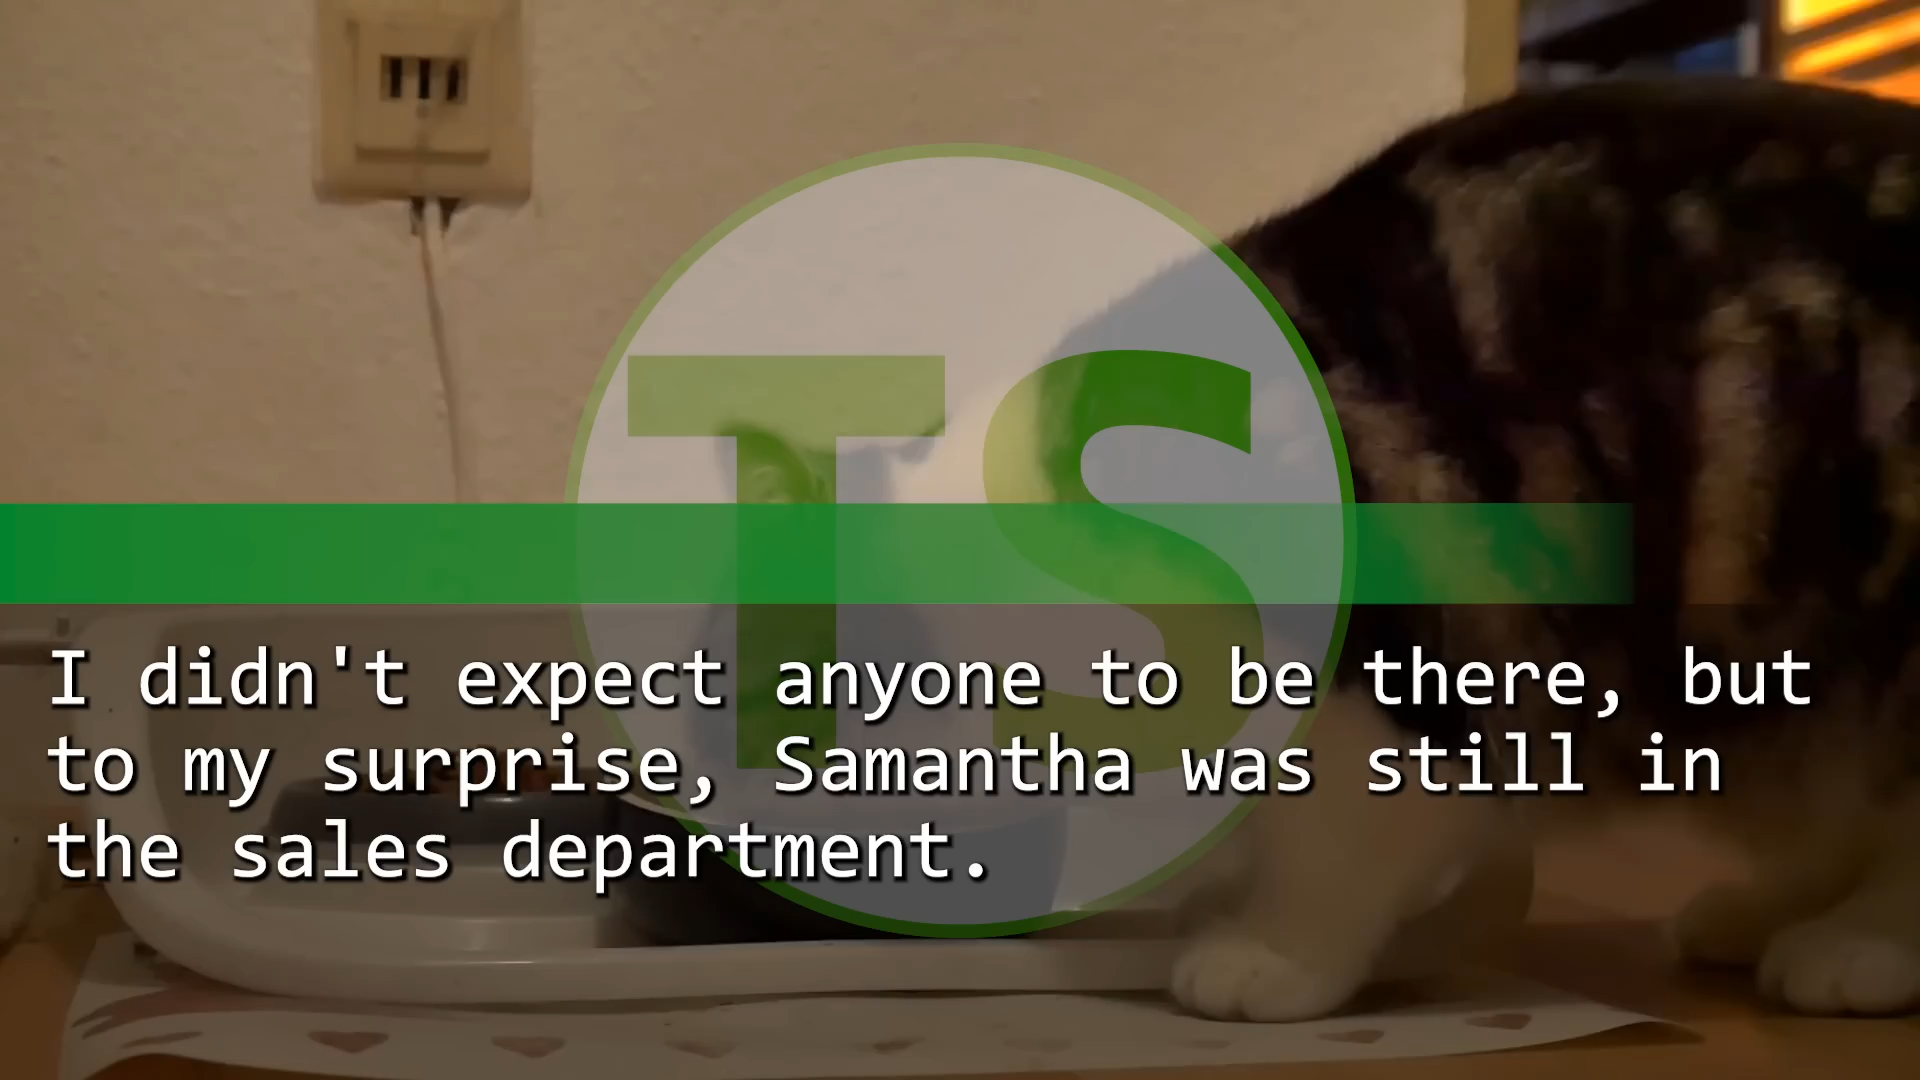 TS
I didn't expect anyone to be there, but
to my surprise, Samantha was still in
the sales department.